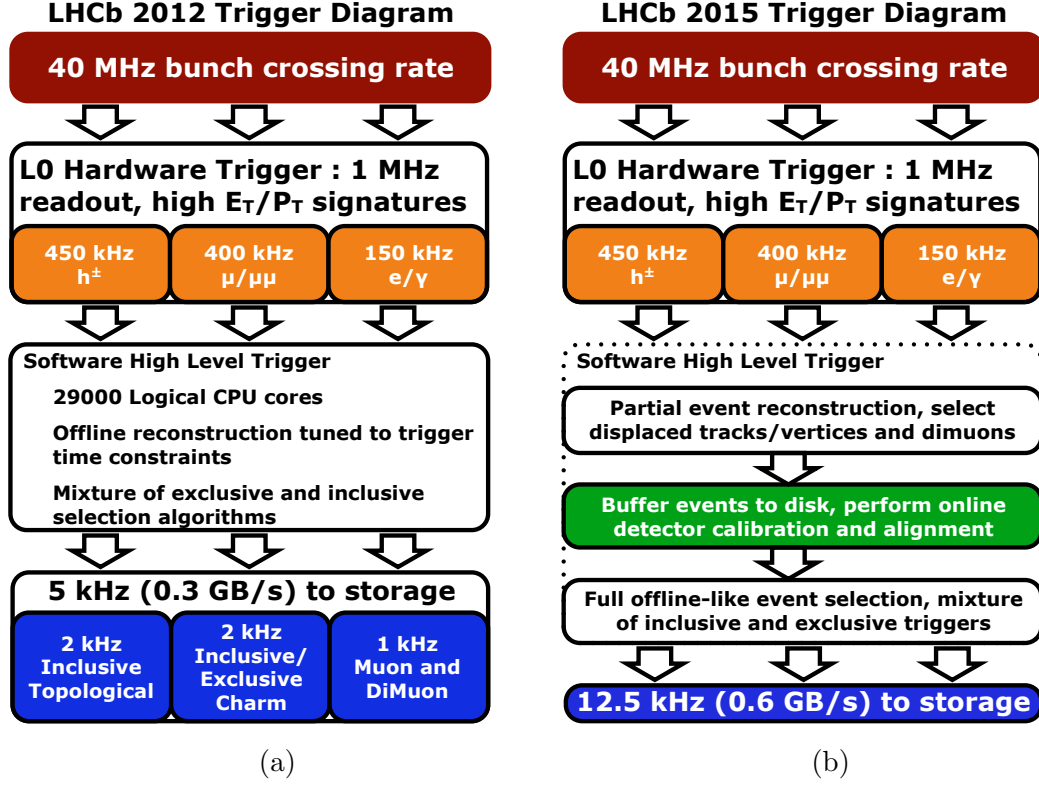 LHCb 2012 Trigger Diagram
40 MHz bunch crossing rate
L0 Hardware Trigger : 1 MHz
readout, high E_T/P_T signatures
450 kHz
h±
400 kHz
µ/µµ
150 kHz
e/γ
Software High Level Trigger
29000 Logical CPU cores
Offline reconstruction tuned to trigger
time constraints
Mixture of exclusive and inclusive
selection algorithms
5 kHz (0.3 GB/s) to storage
2 kHz
Inclusive
Topological
2 kHz
Inclusive/
Exclusive
Charm
1 kHz
Muon and
DiMuon
(a)
LHCb 2015 Trigger Diagram
40 MHz bunch crossing rate
L0 Hardware Trigger : 1 MHz
readout, high E_T/P_T signatures
450 kHz
h±
400 kHz
µ/µµ
150 kHz
e/γ
Software High Level Trigger
Partial event reconstruction, select
displaced tracks/vertices and dimuons
Buffer events to disk, perform online
detector calibration and alignment
Full offline-like event selection, mixture
of inclusive and exclusive triggers
12.5 kHz (0.6 GB/s) to storage
(b)